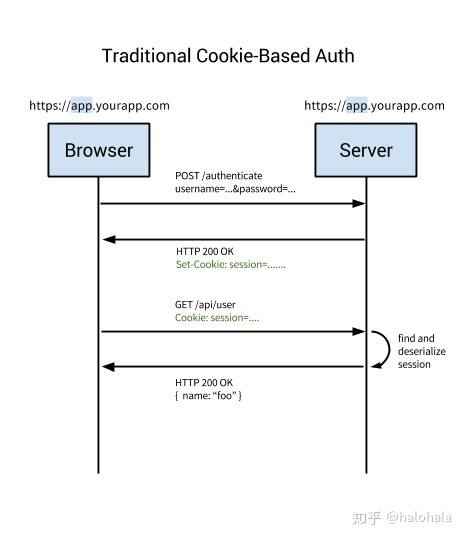 Traditional Cookie-Based Auth
https://app.yourapp.com
https://app.yourapp.com
Browser
Server
POST /authenticate
username=...&password=...
HTTP 200 OK
Set-Cookie: session=.......
GET /api/user
Cookie: session=....
find and
deserialize
session
HTTP 200 OK
{ name: “foo” }
知乎 @halohala